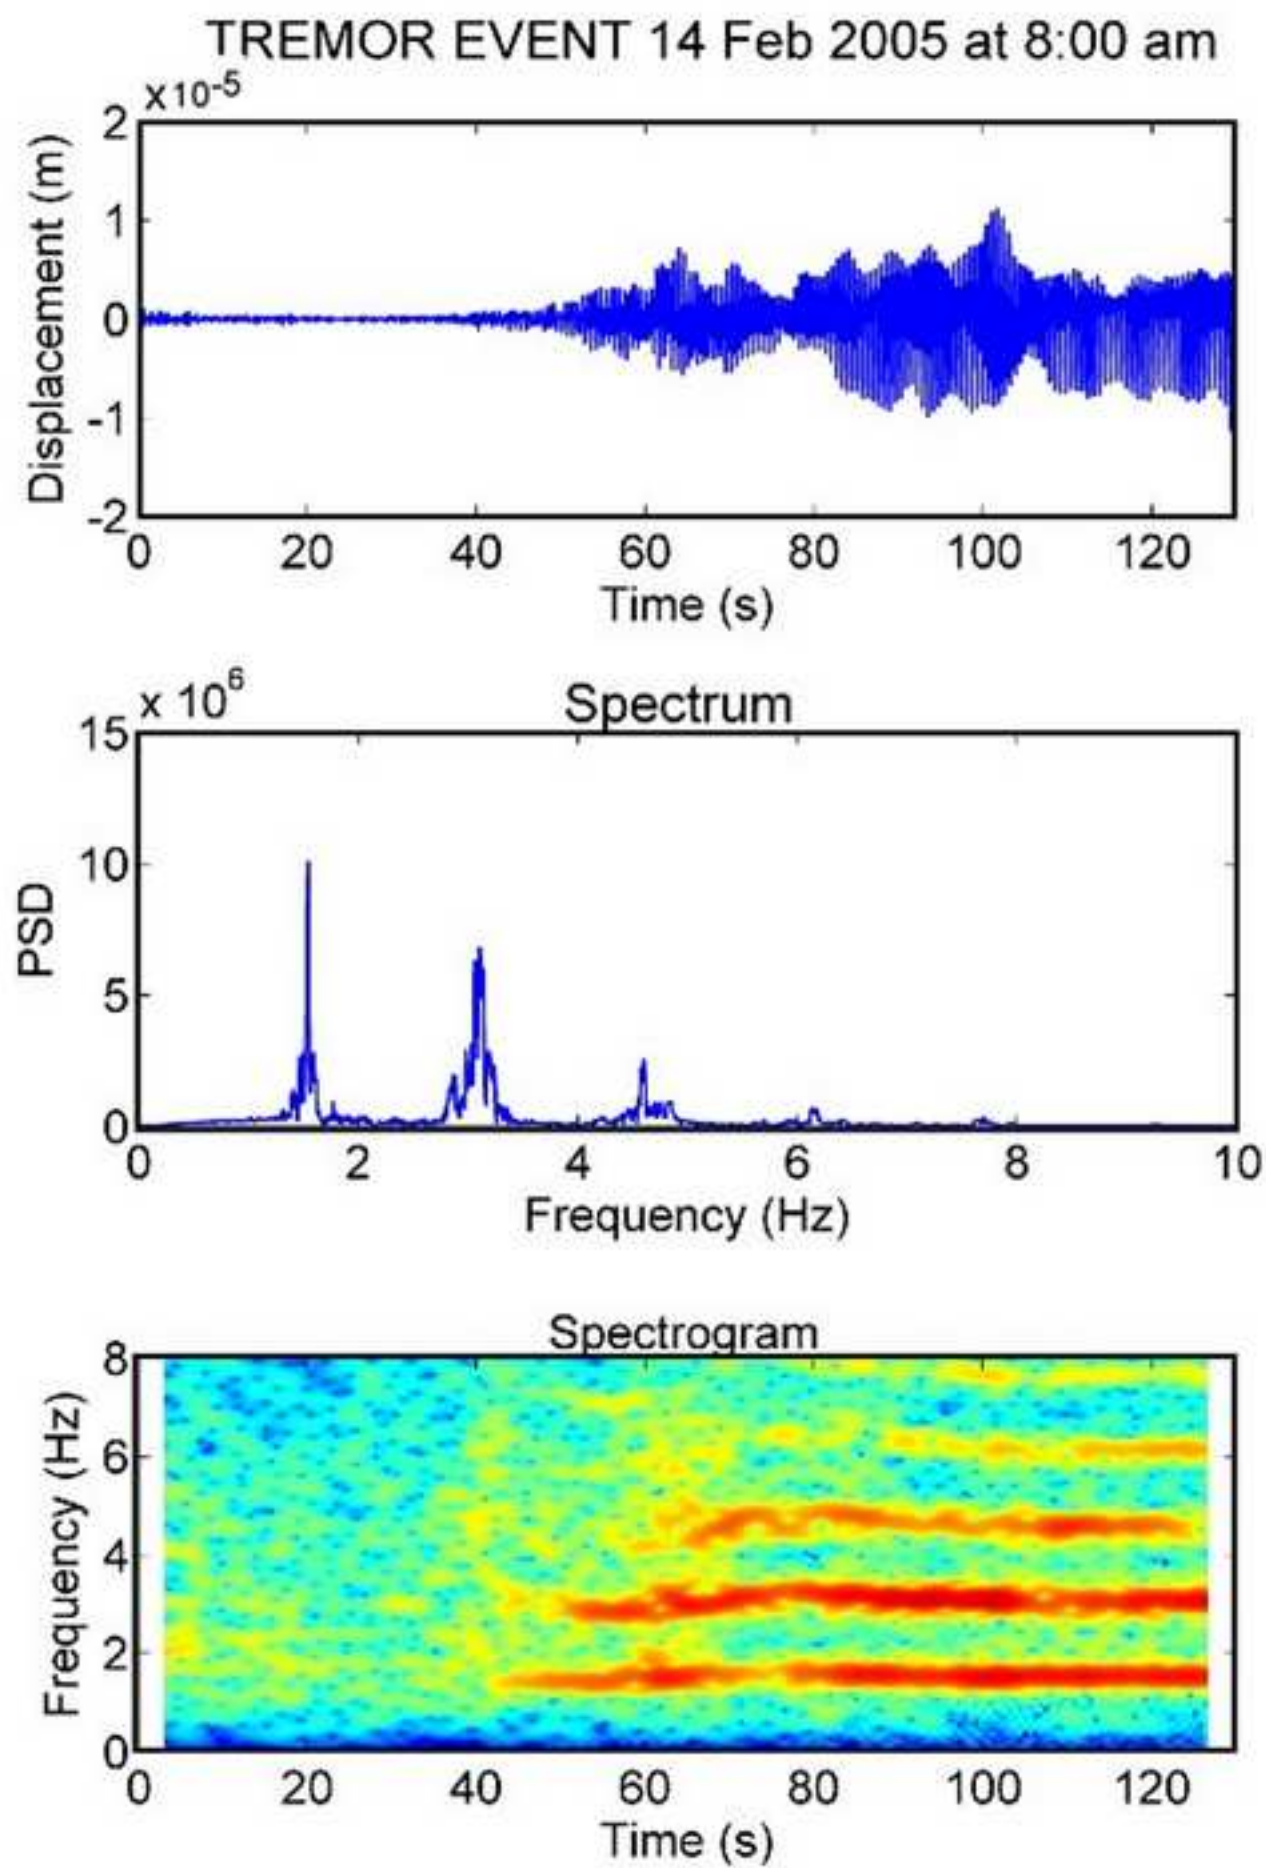 TREMOR EVENT 14 Feb 2005 at 8:00 am
x10-5
2
1
0
-1
-2
Displacement (m)
0 20 40 60 80 100 120
Time (s)
x 10^6
Spectrum
15
10
5
0
PSD
0 2 4 6 8 10
Frequency (Hz)
Spectrogram
8
6
4
2
0
Frequency (Hz)
0 20 40 60 80 100 120
Time (s)